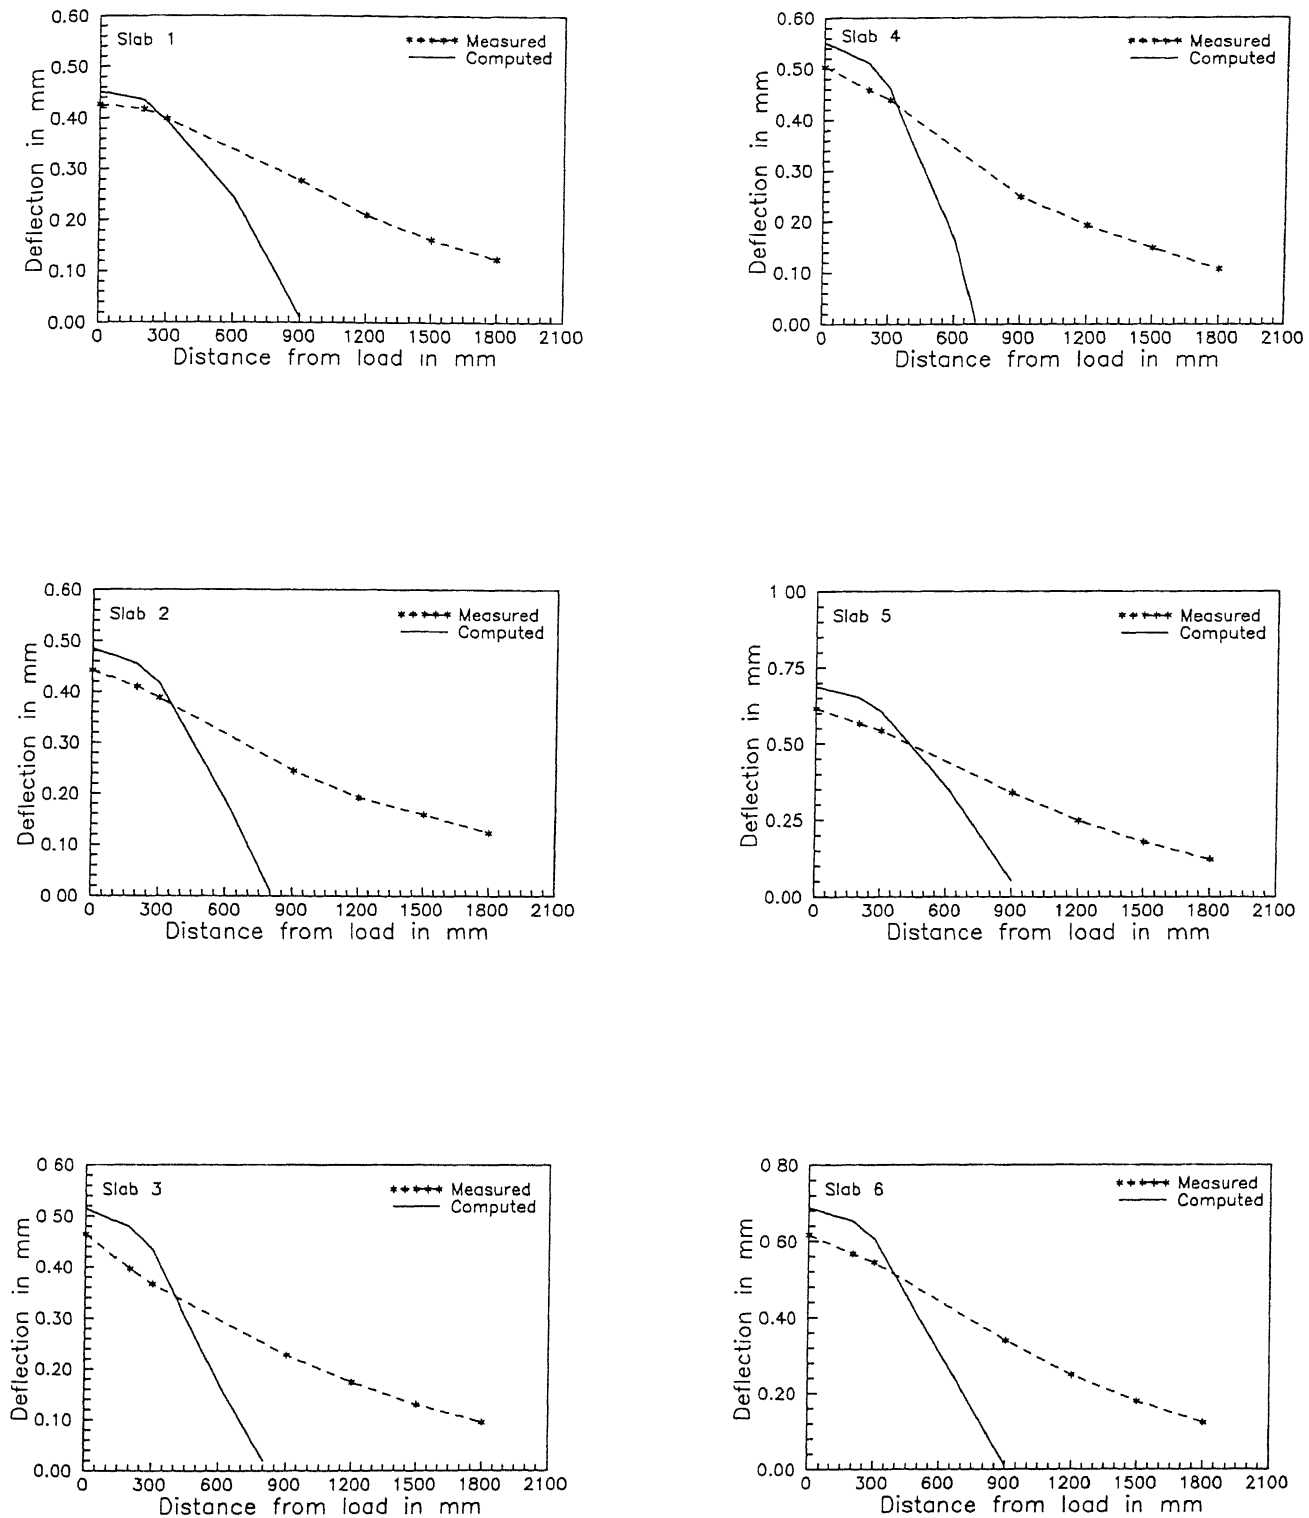 Slab 1
Measured
Computed
Deflection in mm
0.60
0.50
0.40
0.30
0.20
0.10
0.00
0 300 600 900 1200 1500 1800 2100
Distance from load in mm
Slab 4
Measured
Computed
Deflection in mm
0.60
0.50
0.40
0.30
0.20
0.10
0.00
0 300 600 900 1200 1500 1800 2100
Distance from load in mm
Slab 2
Measured
Computed
Deflection in mm
0.60
0.50
0.40
0.30
0.20
0.10
0 00
0 300 600 900 1200 1500 1800 2100
Distance from load in mm
Slab 5
Measured
Computed
Deflection in mm
1 00
0.75
0.50
0.25
0 00
0 300 600 900 1200 1500 1800 2100
Distance from load in mm
Slab 3
Measured
Computed
Deflection in mm
0 60
0 50
0.40
0.30
0.20
0.10
0.00
0 300 600 900 1200 1500 1800 2100
Distance from load in mm
Slab 6
Measured
Computed
Deflection in mm
0 80
0 60
0.40
0.20
0.00
0 300 600 900 1200 1500 1800 2100
Distance from load in mm